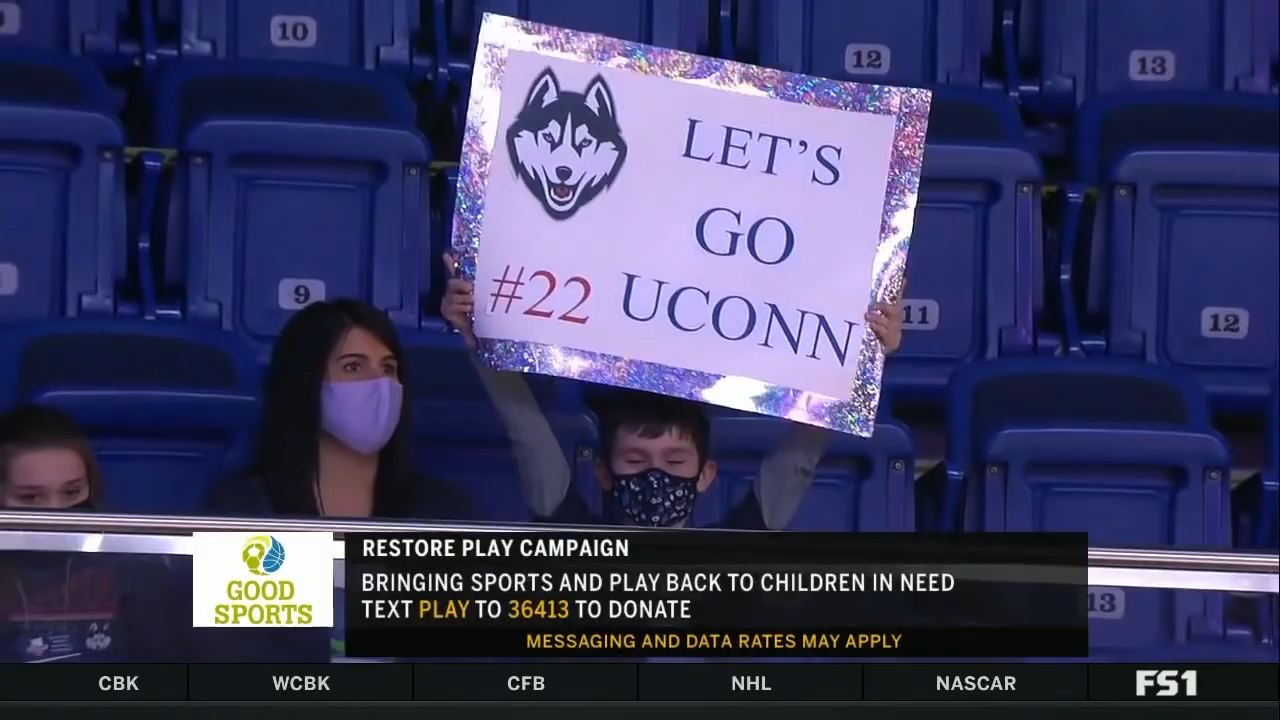 10
12
13
LET'S
GO
#22 UCONN
9
11
12
GOOD
SPORTS
RESTORE PLAY CAMPAIGN
BRINGING SPORTS AND PLAY BACK TO CHILDREN IN NEED
TEXT PLAY TO 36413 TO DONATE
MESSAGING AND DATA RATES MAY APPLY
13
CBK WCBK CFB NHL NASCAR FS1